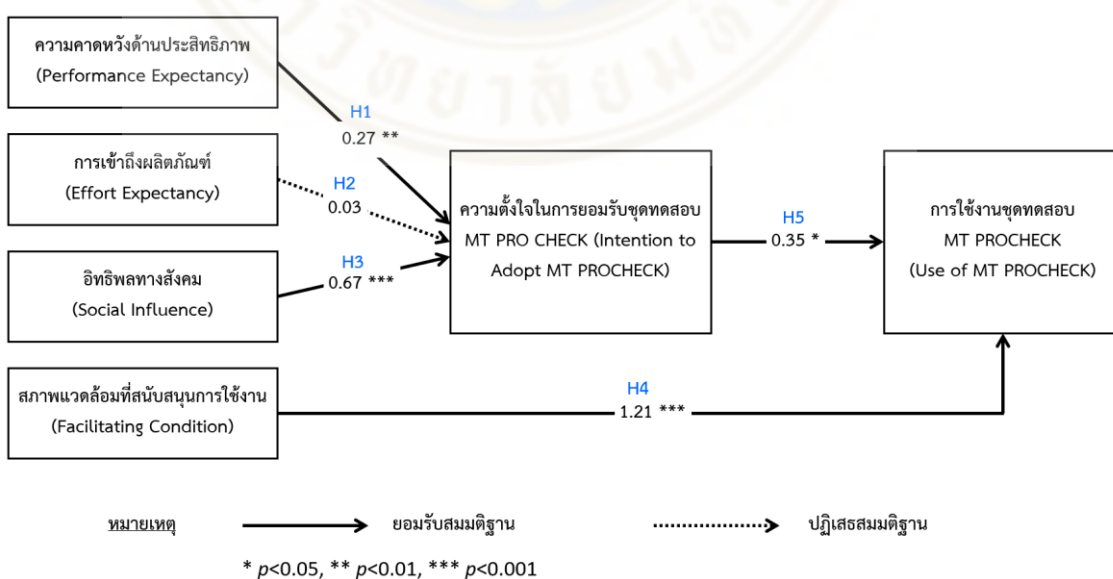 ความคาดหวังด้านประสิทธิภาพ
(Performance Expectancy)
H1
0.27 **
การเข้าถึงผลิตภัณฑ์
(Effort Expectancy)
H2
0.03
อิทธิพลทางสังคม
(Social Influence)
H3
0.67 ***
ความตั้งใจในการยอมรับชุดทดสอบ
MT PRO CHECK (Intention to
Adopt MT PROCHECK)
H5
0.35 *
การใช้งานชุดทดสอบ
MT PROCHECK
(Use of MT PROCHECK)
สภาพแวดล้อมที่สนับสนุนการใช้งาน
(Facilitating Condition)
H4
1.21 ***
หมายเหตุ
ยอมรับสมมติฐาน
ปฏิเสธสมมติฐาน
* p<0.05, ** p<0.01, *** p<0.001